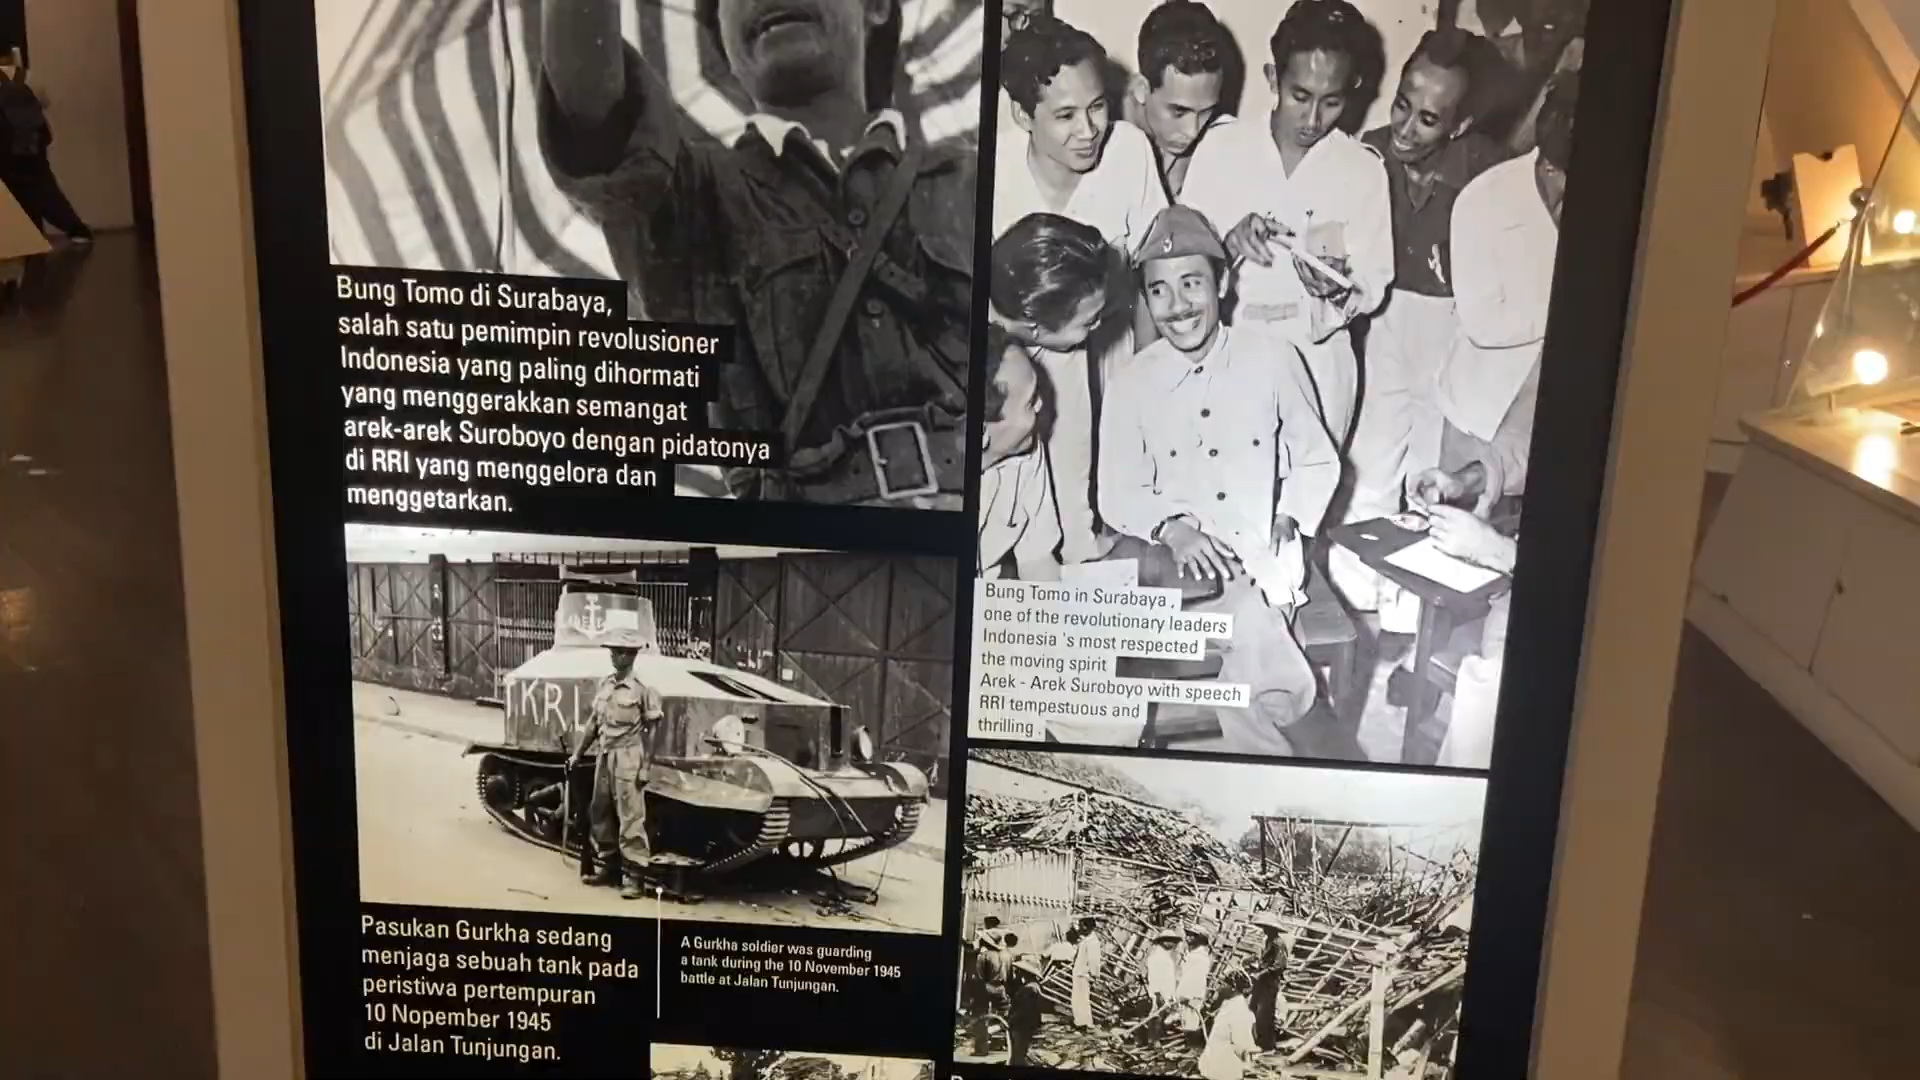 Bung Tomo di Surabaya,
salah satu pemimpin revolusioner
Indonesia yang paling dihormati
yang menggerakkan semangat
arek-arek Suroboyo dengan pidatonya
di RRI yang menggelora dan
menggetarkan.
Bung Tomo in Surabaya ,
one of the revolutionary leaders
Indonesia 's most respected
the moving spirit
Arek - Arek Suroboyo with speech
RRI tempestuous and
thrilling .
TKR L
Pasukan Gurkha sedang
menjaga sebuah tank pada
peristiwa pertempuran
10 Nopember 1945
di Jalan Tunjungan.
A Gurkha soldier was guarding
a tank during the 10 November 1945
battle at Jalan Tunjungan.